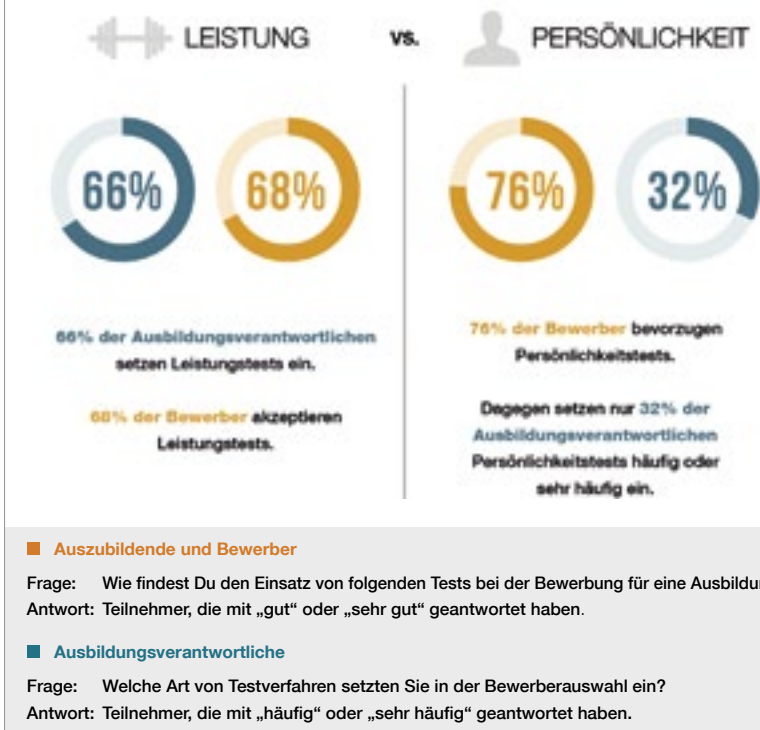 LEISTUNG vs. PERSÖNLICHKEIT
66% 68% 76% 32%
66% der Ausbildungsverantwortlichen
setzen Leistungstests ein.
68% der Bewerber akzeptieren
Leistungstests.
76% der Bewerber bevorzugen
Persönlichkeitstests.
Dagegen setzen nur 32% der
Ausbildungsverantwortlichen
Persönlichkeitstests häufig oder
sehr häufig ein.
Auszubildende und Bewerber
Frage: Wie findest Du den Einsatz von folgenden Tests bei der Bewerbung für eine
Antwort: Teilnehmer, die mit „gut“ oder „sehr gut“ geantwortet haben.
Ausbildungsverantwortliche
Frage: Welche Art von Testverfahren setzten Sie in der Bewerberauswahl ein?
Antwort: Teilnehmer, die mit „häufig“ oder „sehr häufig“ geantwortet haben.